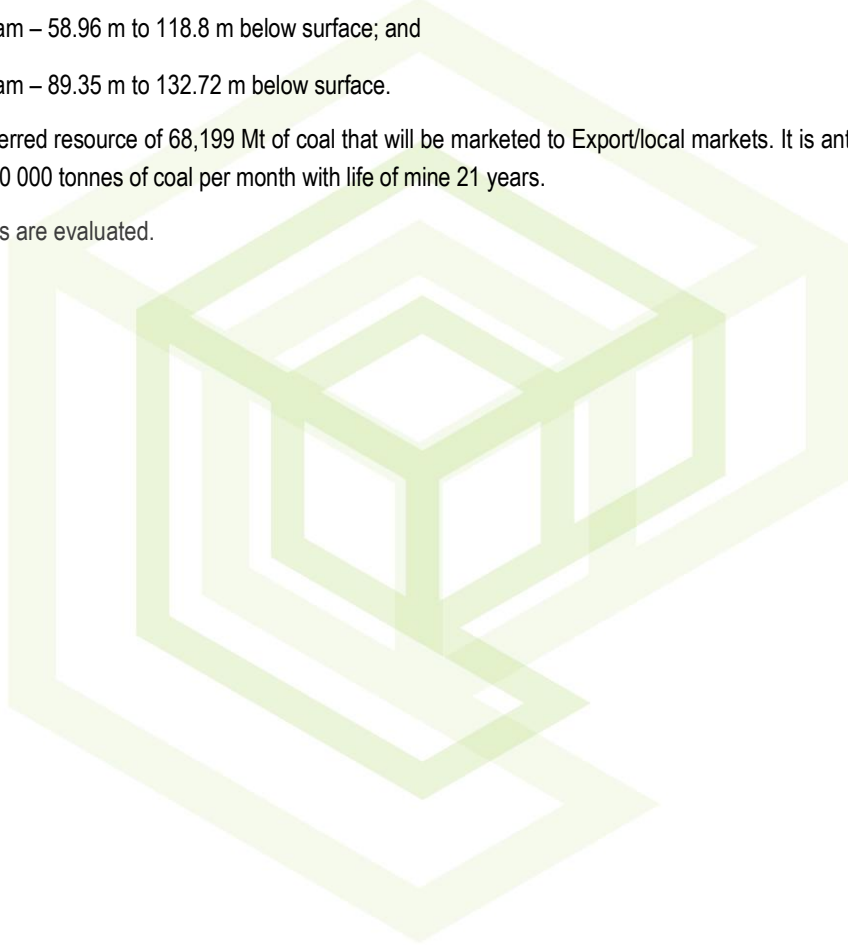 am – 58.96 m to 118.8 m below surface; and
am – 89.35 m to 132.72 m below surface.
erred resource of 68,199 Mt of coal that will be marketed to Export/local markets. It is ant
0 000 tonnes of coal per month with life of mine 21 years.
s are evaluated.